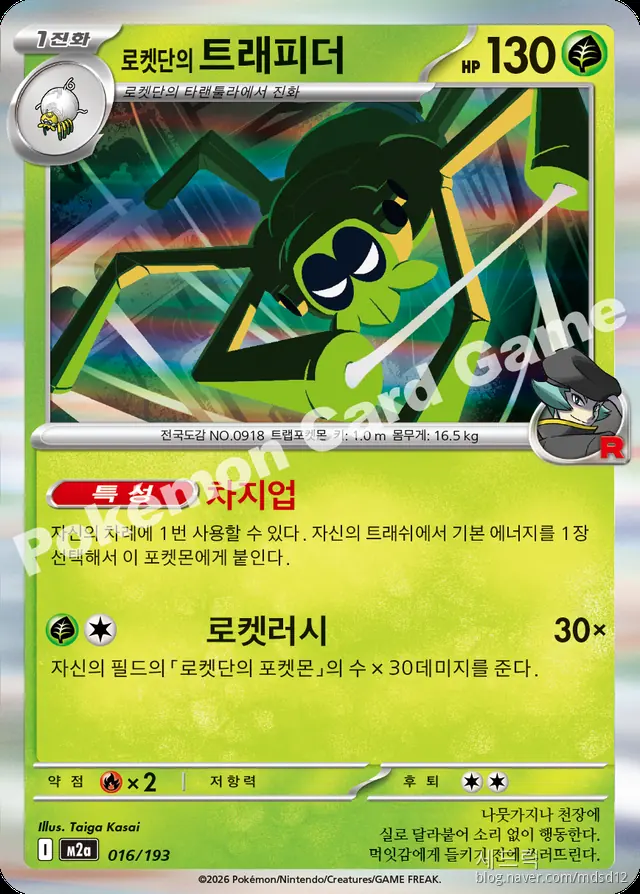 1진화
로켓단의 트래피더
HP 130
로켓단의 타랜툴라에서 진화
Pokémon Card Game
전국도감 NO.0918 트랩포켓몬 키: 1.0 m 몸무게: 16.5 kg
R
특성 차지업
자신의 차례에 1번 사용할 수 있다. 자신의 트래쉬에서 기본 에너지를 1장
선택해서 이 포켓몬에게 붙인다.
로켓러시 30×
자신의 필드의 「로켓단의 포켓몬」의 수 × 30데미지를 준다.
약점 ×2 저항력 후퇴
Illus. Taiga Kasai
I m2a 016/193
나뭇가지나 천장에
실로 달라붙어 소리 없이 행동한다.
먹잇감에게 들키기 전에 쓰러뜨린다.
©2026 Pokémon/Nintendo/Creatures/GAME FREAK.
blog.naver.com/mdsd12